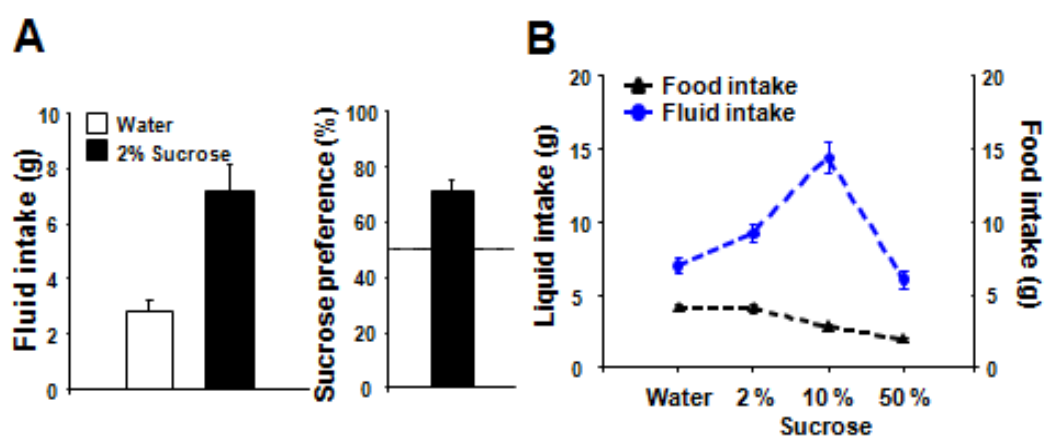 A
Fluid intake (g)
10
8
6
4
2
0
Water
2% Sucrose
Sucrose preference (%)
100
80
60
40
20
0
B
Liquid intake (g)
20
15
10
5
0
Food intake
Fluid intake
Water 2 % 10 % 50 %
Sucrose
20
15
10
5
0
Food intake (g)